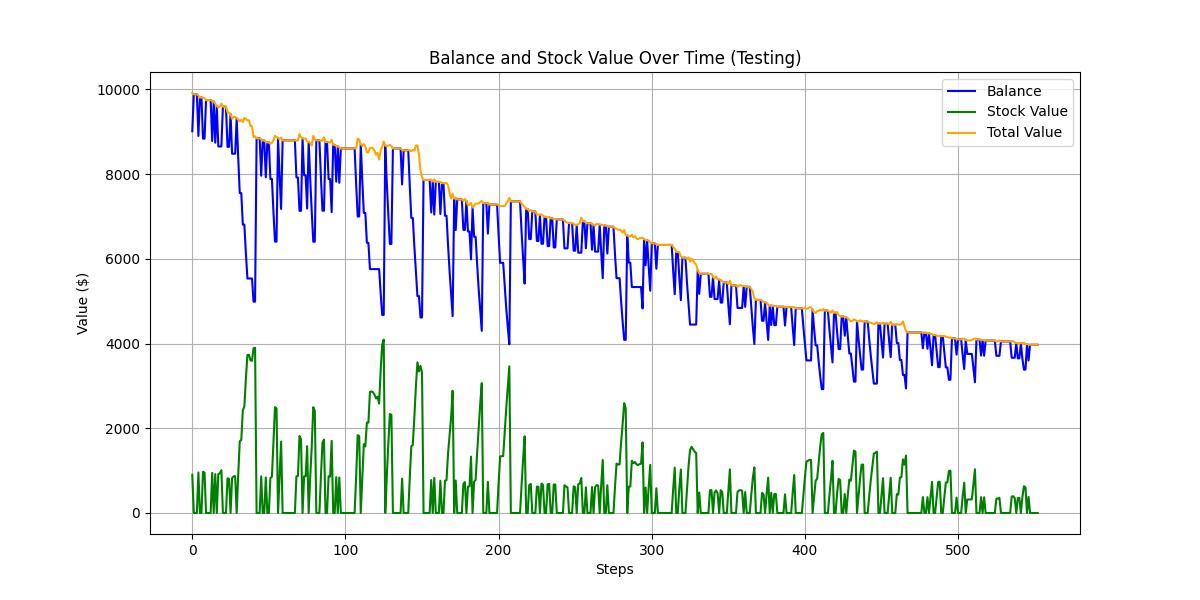 Balance and Stock Value Over Time (Testing)
Balance
Stock Value
Total Value
Value ($)
10000
8000
6000
4000
2000
0
0 100 200 300 400 500
Steps